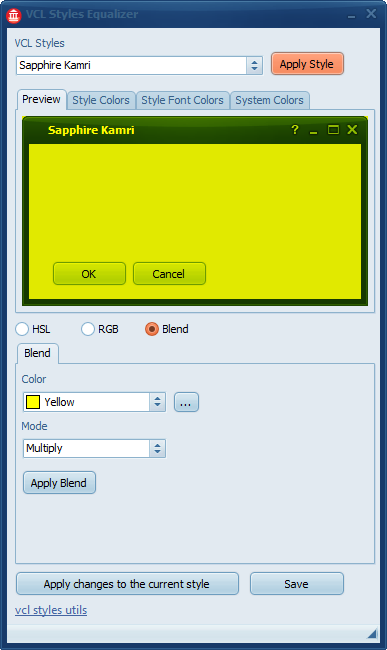 VCL Styles Equalizer
VCL Styles
Sapphire Kamri
Apply Style
Preview Style Colors Style Font Colors System Colors
Sapphire Kamri ?
OK Cancel
HSL RGB Blend
Blend
Color
Yellow ...
Mode
Multiply
Apply Blend
Apply changes to the current style Save
vcl styles utils